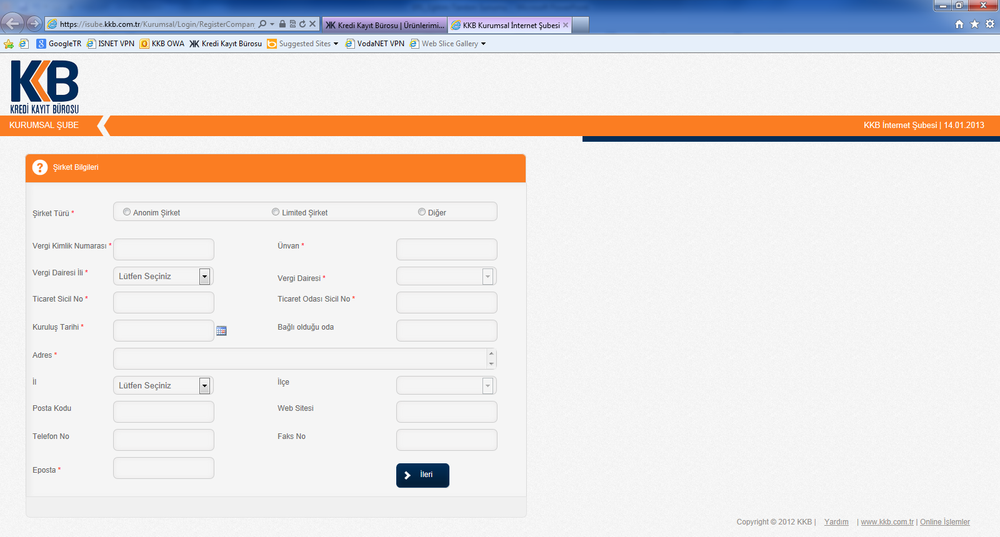 https://isube.kkb.com.tr/Kurumsal/Login/RegisterCompany
Kredi Kayıt Bürosu | Ürünlerimi...
KKB Kurumsal İnternet Şubesi
GoogleTR
ISNET VPN
KKB OWA
Kredi Kayıt Bürosu
Suggested Sites
VodaNET VPN
Web Slice Gallery
KKB
KREDİ KAYIT BÜROSU
KURUMSAL ŞUBE
KKB İnternet Şubesi | 14.01.2013
? Şirket Bilgileri
Şirket Türü *
Anonim Şirket
Limited Şirket
Diğer
Vergi Kimlik Numarası *
Ünvan *
Vergi Dairesi İli *
Lütfen Seçiniz
Vergi Dairesi *
Ticaret Sicil No *
Ticaret Odası Sicil No *
Kuruluş Tarihi *
Bağlı olduğu oda
Adres *
İl
Lütfen Seçiniz
İlçe
Posta Kodu
Web Sitesi
Telefon No
Faks No
Eposta *
İleri
Copyright © 2012 KKB | Yardım | www.kkb.com.tr | Online İşlemler